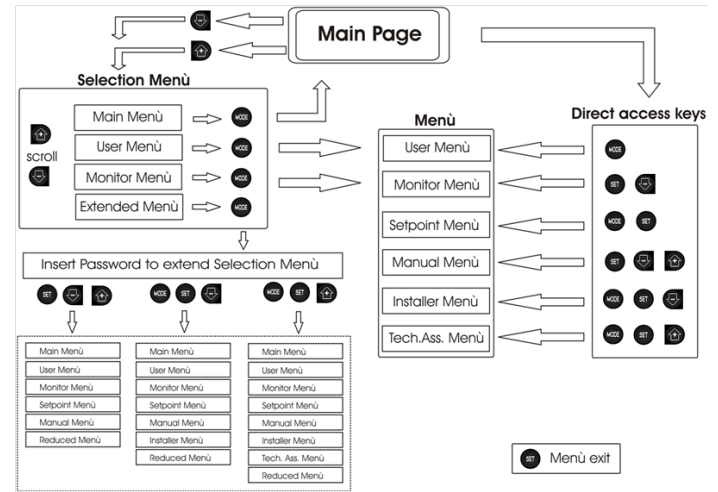 Main Page
Selection Menù
Main Menù MODE
User Menù MODE
scroll
Monitor Menù MODE
Extended Menù MODE
Menù
User Menù
Monitor Menù
Setpoint Menù
Manual Menù
Installer Menù
Tech.Ass. Menù
Direct access keys
MODE
SET -
MODE SET
SET - +
MODE SET -
MODE SET +
Insert Password to extend Selection Menù
SET - +
MODE SET -
MODE SET +
Main Menù
User Menù
Monitor Menù
Setpoint Menù
Manual Menù
Reduced Menù
Main Menù
User Menù
Monitor Menù
Setpoint Menù
Manual Menù
Installer Menù
Reduced Menù
Main Menù
User Menù
Monitor Menù
Setpoint Menù
Manual Menù
Installer Menù
Tech. Ass. Menù
Reduced Menù
SET Menù exit